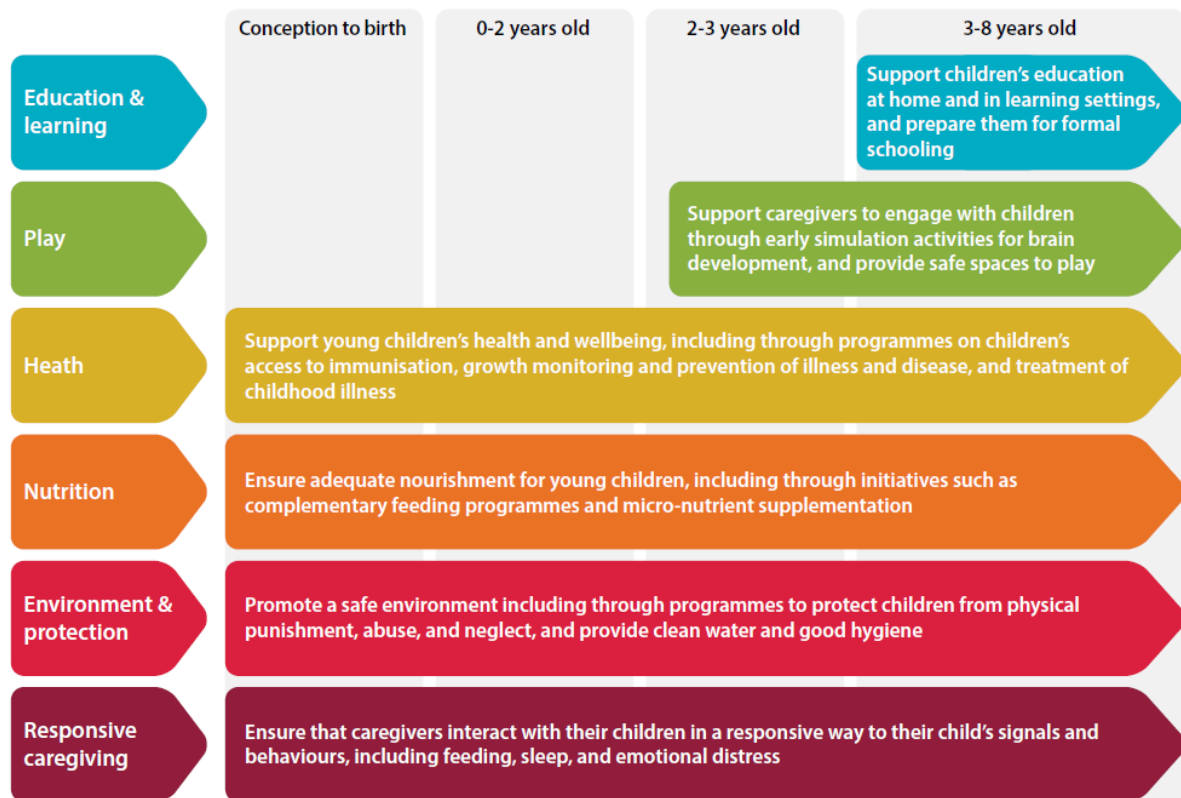 Conception to birth
0-2 years old
2-3 years old
3-8 years old
Education &
learning
Support children’s education
at home and in learning settings,
and prepare them for formal
schooling
Play
Support caregivers to engage with children
through early simulation activities for brain
development, and provide safe spaces to play
Heath
Support young children’s health and wellbeing, including through programmes on children’s
access to immunisation, growth monitoring and prevention of illness and disease, and treatment of
childhood illness
Nutrition
Ensure adequate nourishment for young children, including through initiatives such as
complementary feeding programmes and micro-nutrient supplementation
Environment &
protection
Promote a safe environment including through programmes to protect children from physical
punishment, abuse, and neglect, and provide clean water and good hygiene
Responsive
caregiving
Ensure that caregivers interact with their children in a responsive way to their child’s signals and
behaviours, including feeding, sleep, and emotional distress